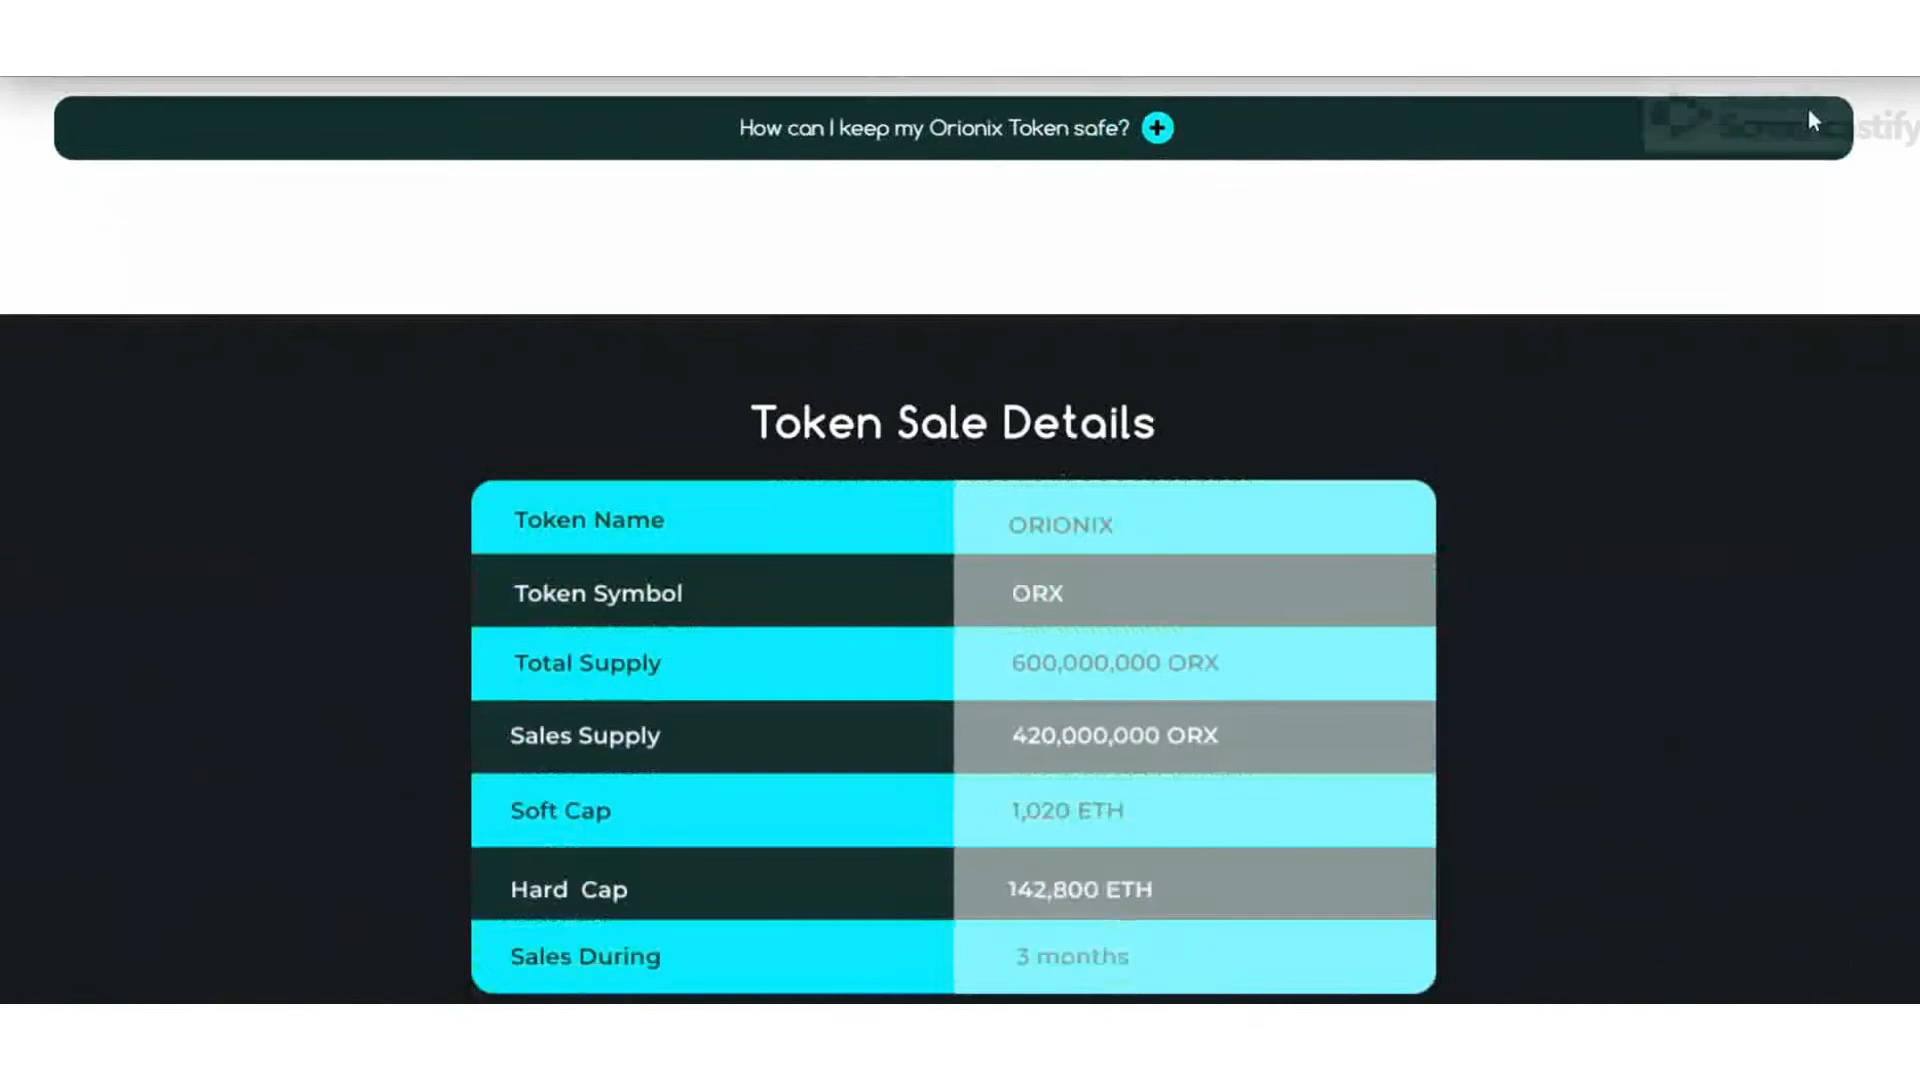 How can I keep my Orionix Token safe?
Token Sale Details
Token Name ORIONIX
Token Symbol ORX
Total Supply 600,000,000 ORX
Sales Supply 420,000,000 ORX
Soft Cap 1,020 ETH
Hard Cap 142,800 ETH
Sales During 3 months